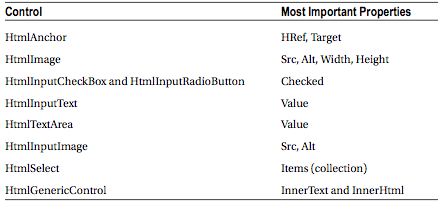 Control Most Important Properties
HtmlAnchor HRef, Target
HtmlImage Src, Alt, Width, Height
HtmlInputCheckBox and HtmlInputRadioButton Checked
HtmlInputText Value
HtmlTextArea Value
HtmlInputImage Src, Alt
HtmlSelect Items (collection)
HtmlGenericControl InnerText and InnerHtml